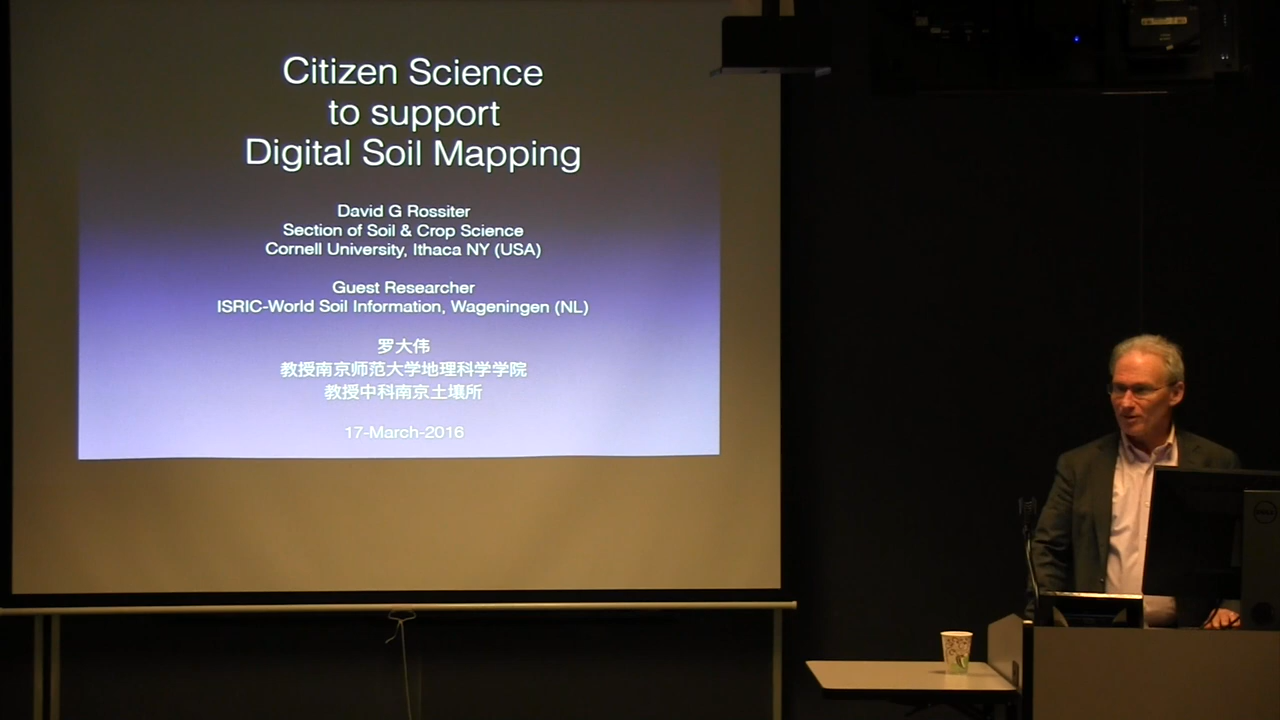 Citizen Science
to support
Digital Soil Mapping
David G Rossiter
Section of Soil & Crop Science
Cornell University, Ithaca NY (USA)
Guest Researcher
ISRIC-World Soil Information, Wageningen (NL)
罗大伟
教授南京师范大学地理科学学院
教授中科南京土壤所
17-March-2016
DELL